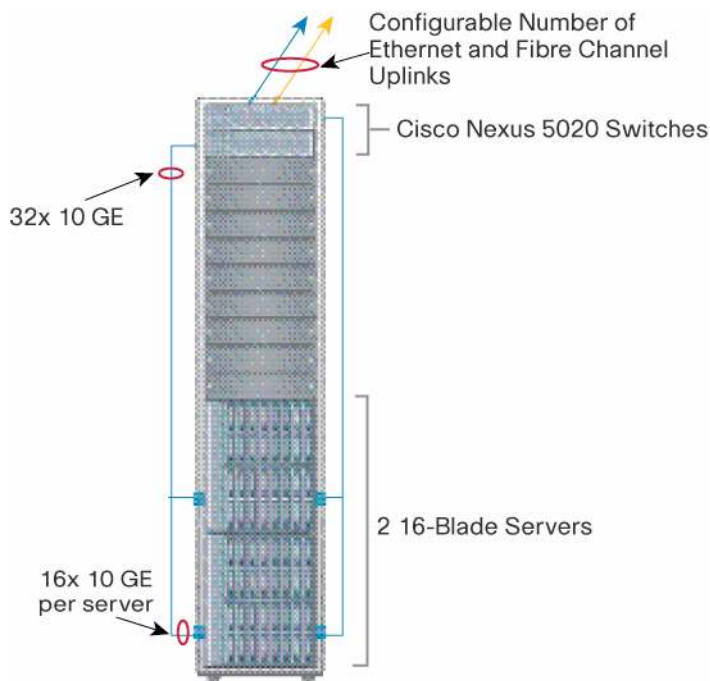 Configurable Number of
Ethernet and Fibre Channel
Uplinks
Cisco Nexus 5020 Switches
32x 10 GE
2 16-Blade Servers
16x 10 GE
per server